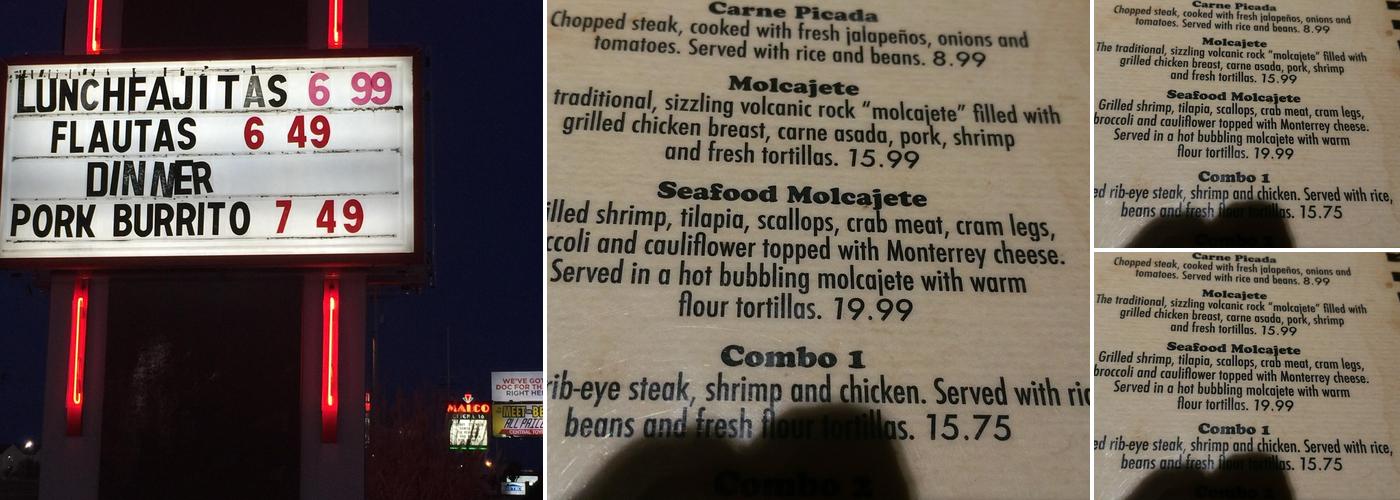 LUNCHFAJITAS 6 99
FLAUTAS 6 49
DINNER
PORK BURRITO 7 49
MALCO
WE'VE GOT
DOC FOR TH
RIGHT HE
MEET
CENTRAL
Carne Picada
Chopped steak, cooked with fresh jalapeños, onions and
tomatoes. Served with rice and beans. 8.99
Molcajete
traditional, sizzling volcanic rock “molcajete” filled with
grilled chicken breast, carne asada, pork, shrimp
and fresh tortillas. 15.99
Seafood Molcajete
illed shrimp, tilapia, scallops, crab meat, cram legs,
ccoli and cauliflower topped with Monterrey cheese.
Served in a hot bubbling molcajete with warm
flour tortillas. 19.99
Combo 1
rib-eye steak, shrimp and chicken. Served with ric
beans and fresh flour tortillas. 15.75
Carne Picada
Chopped steak, cooked with fresh jalapeños, onions and
tomatoes. Served with rice and beans. 8.99
Molcajete
The traditional, sizzling volcanic rock “molcajete” filled with
grilled chicken breast, carne asada, pork, shrimp
and fresh tortillas. 15.99
Seafood Molcajete
Grilled shrimp, tilapia, scallops, crab meat, cram legs,
broccoli and cauliflower topped with Monterrey cheese.
Served in a hot bubbling molcajete with warm
flour tortillas. 19.99
Combo 1
ed rib-eye steak, shrimp and chicken. Served with rice,
beans and fresh flour tortillas. 15.75
Carne Picada
Chopped steak, cooked with fresh jalapeños, onions and
tomatoes. Served with rice and beans. 8.99
Molcajete
The traditional, sizzling volcanic rock “molcajete” filled with
grilled chicken breast, carne asada, pork, shrimp
and fresh tortillas. 15.99
Seafood Molcajete
Grilled shrimp, tilapia, scallops, crab meat, cram legs,
broccoli and cauliflower topped with Monterrey cheese.
Served in a hot bubbling molcajete with warm
flour tortillas. 19.99
Combo 1
ed rib-eye steak, shrimp and chicken. Served with rice,
beans and fresh flour tortillas. 15.75